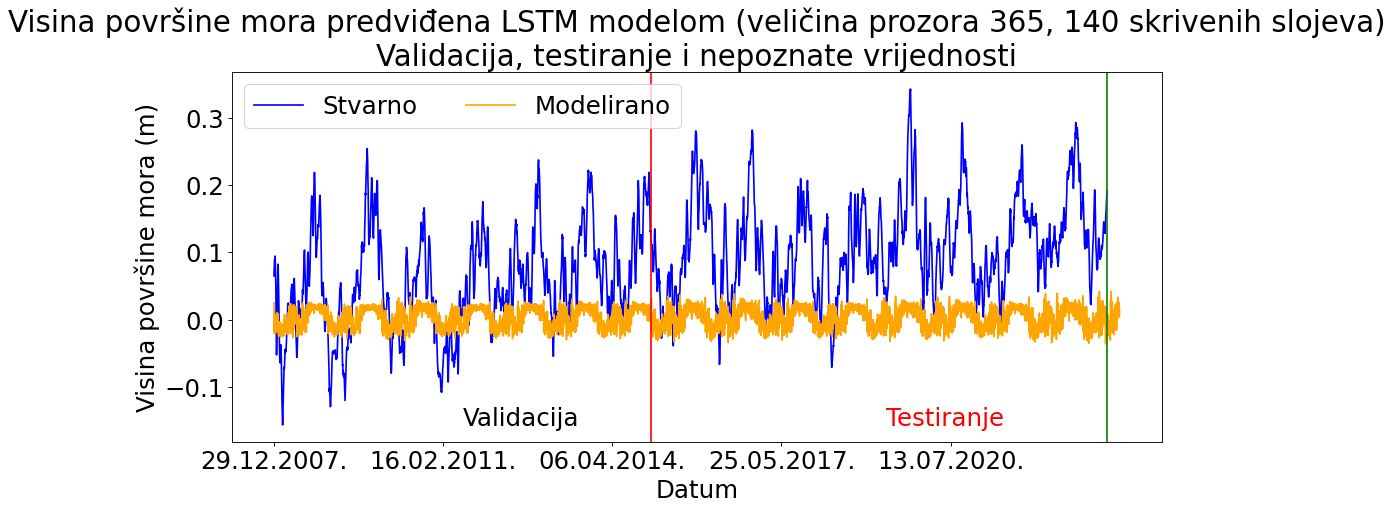 Visina površine mora predviđena LSTM modelom (veličina prozora 365, 140 skrivenih slojeva)
Validacija, testiranje i nepoznate vrijednosti
Stvarno Modelirano
Visina površine mora (m)
0.3
0.2
0.1
0.0
−0.1
Validacija Testiranje
29.12.2007. 16.02.2011. 06.04.2014. 25.05.2017. 13.07.2020.
Datum